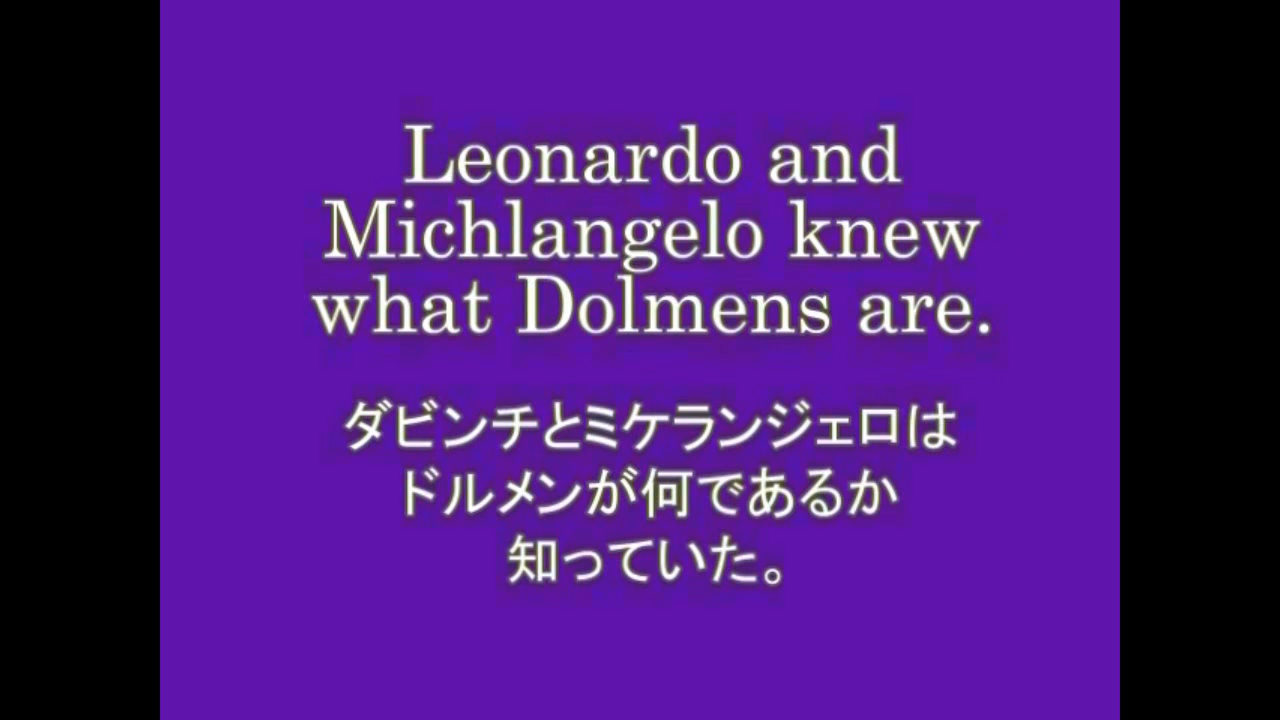 Leonardo and
Michlangelo knew
what Dolmens are.
ダビンチとミケランジェロは
ドルメンが何であるか
知っていた。